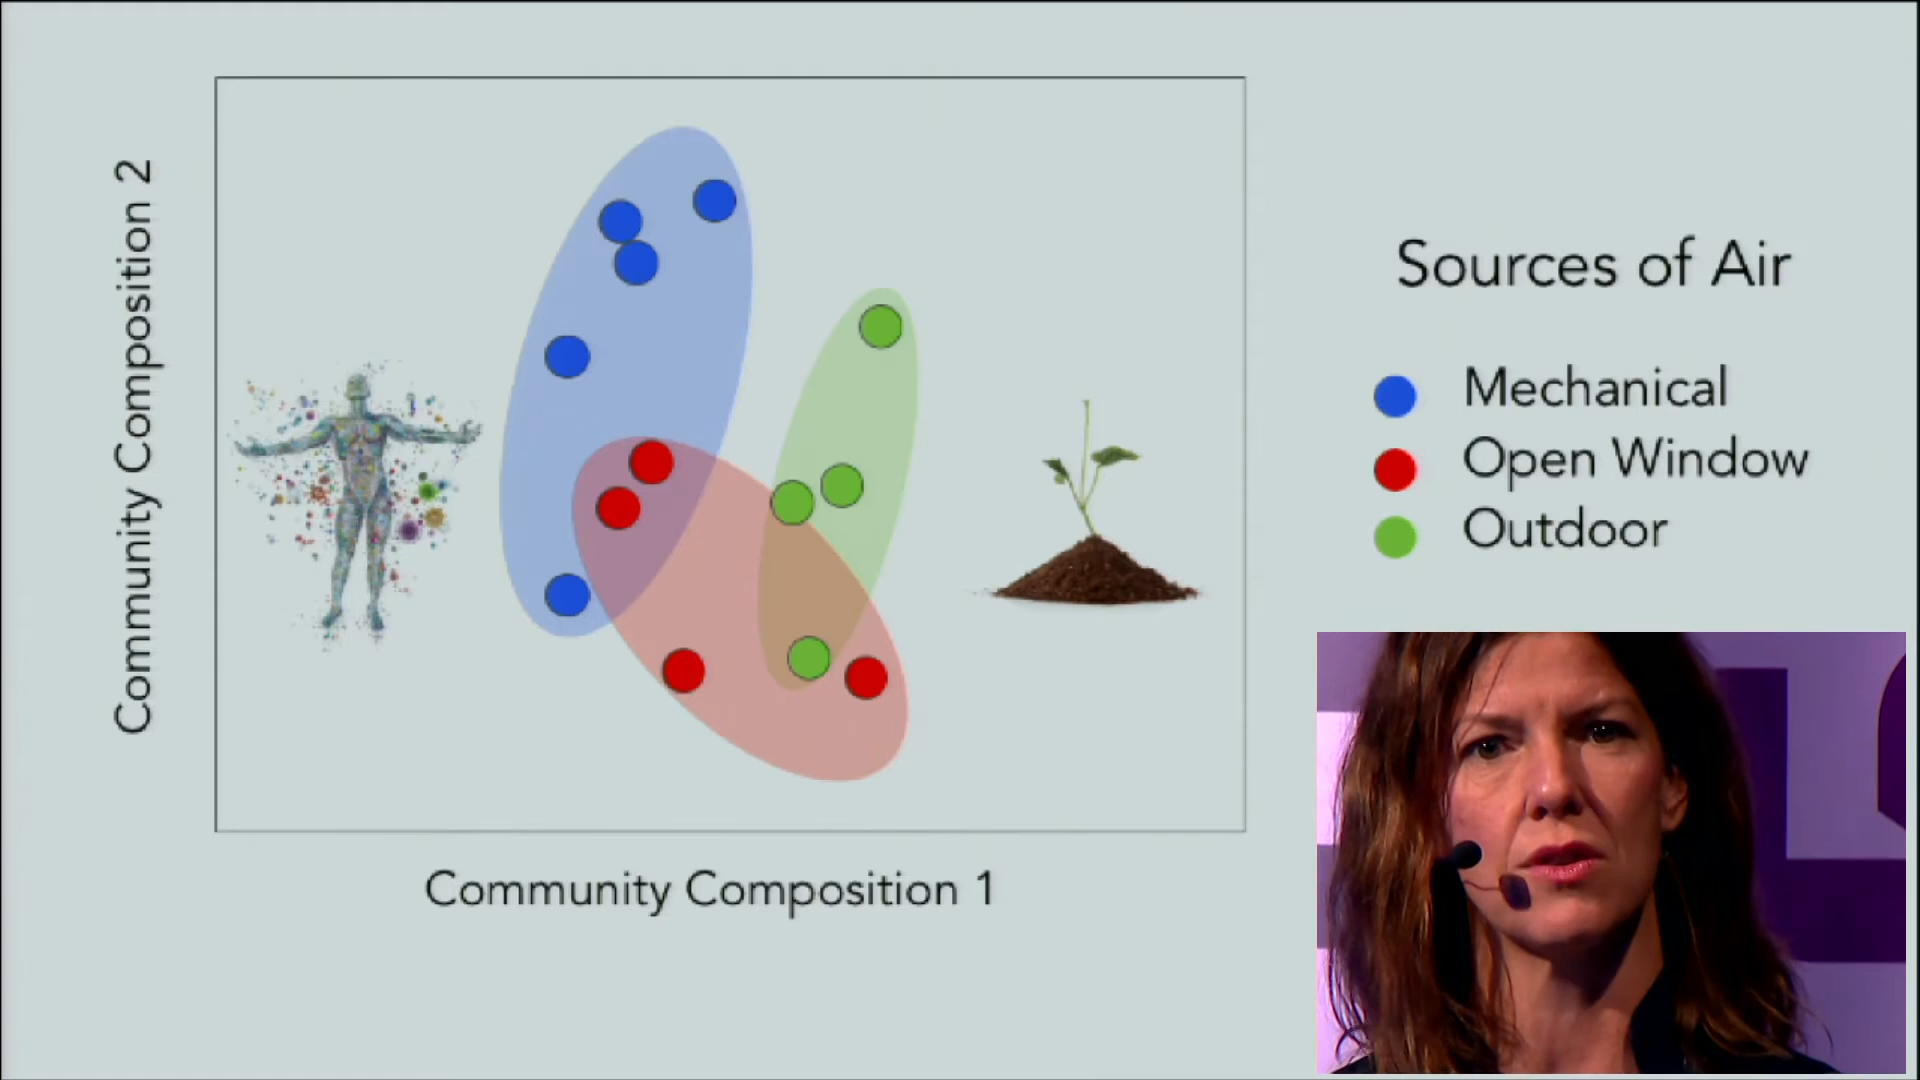 Community Composition 2
Community Composition 1
Sources of Air
Mechanical
Open Window
Outdoor